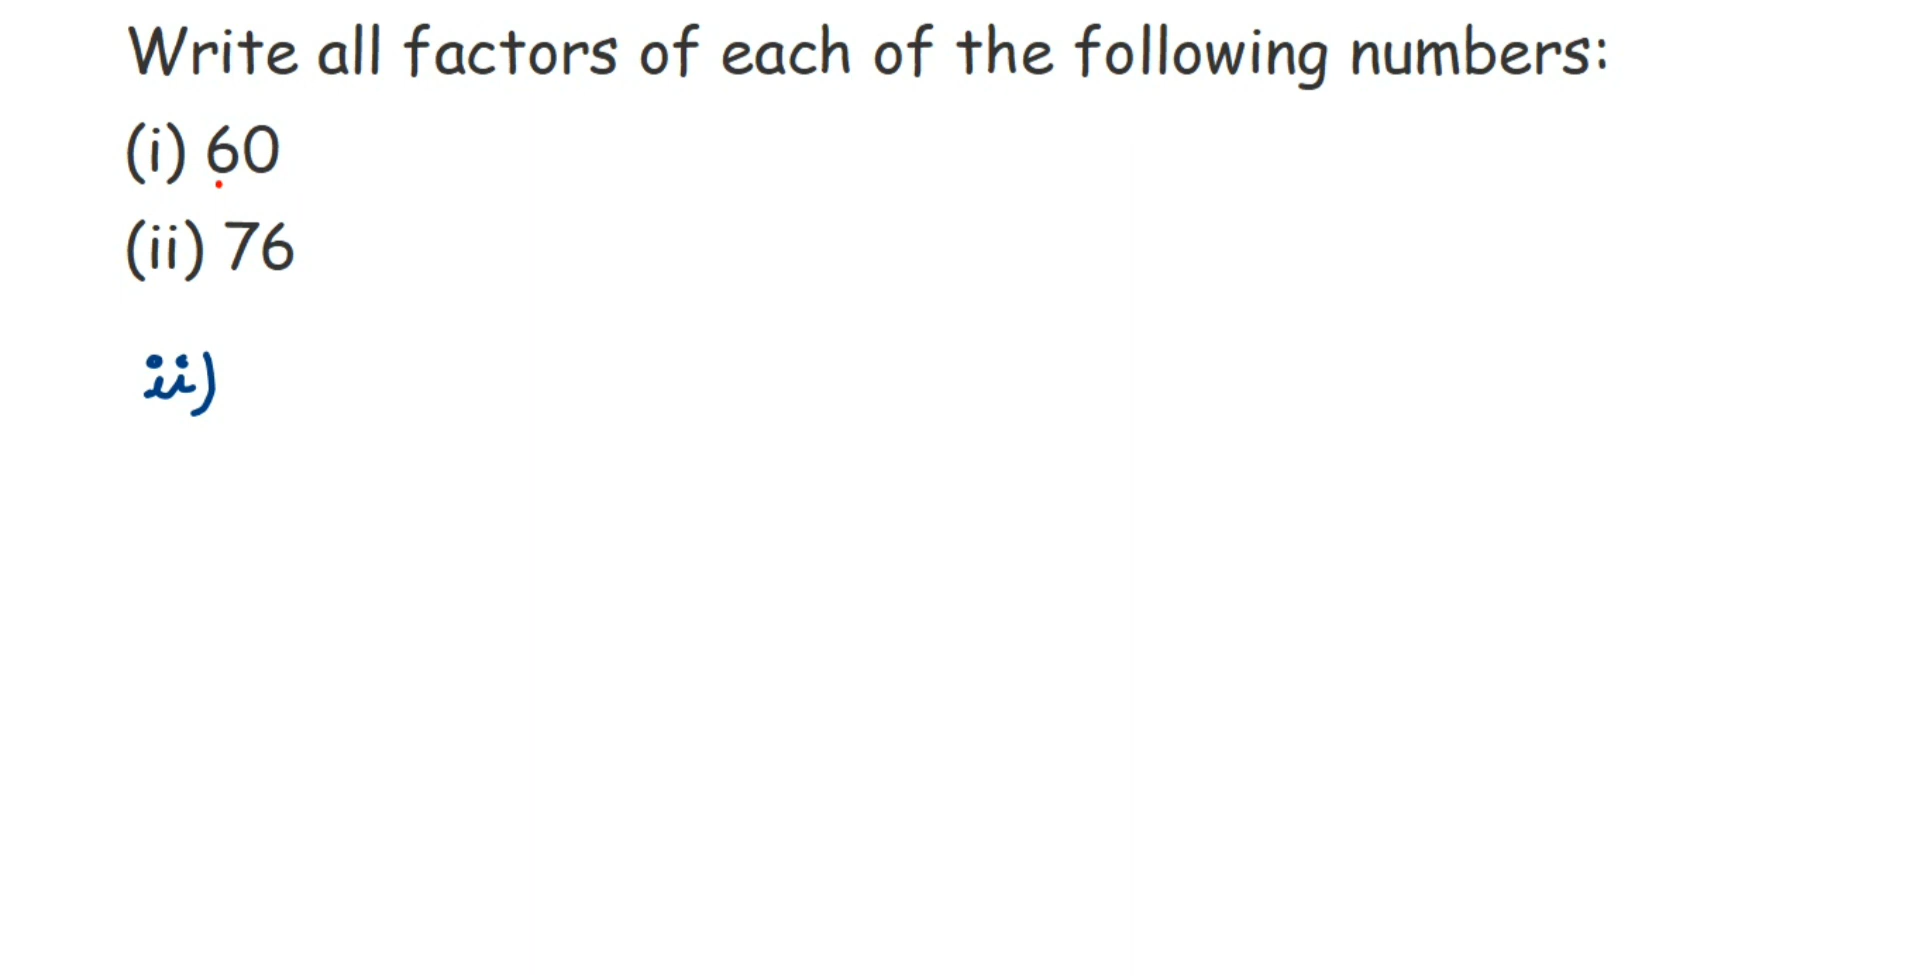 Write all factors of each of the following numbers:
(i) 60
(ii) 76
ii)